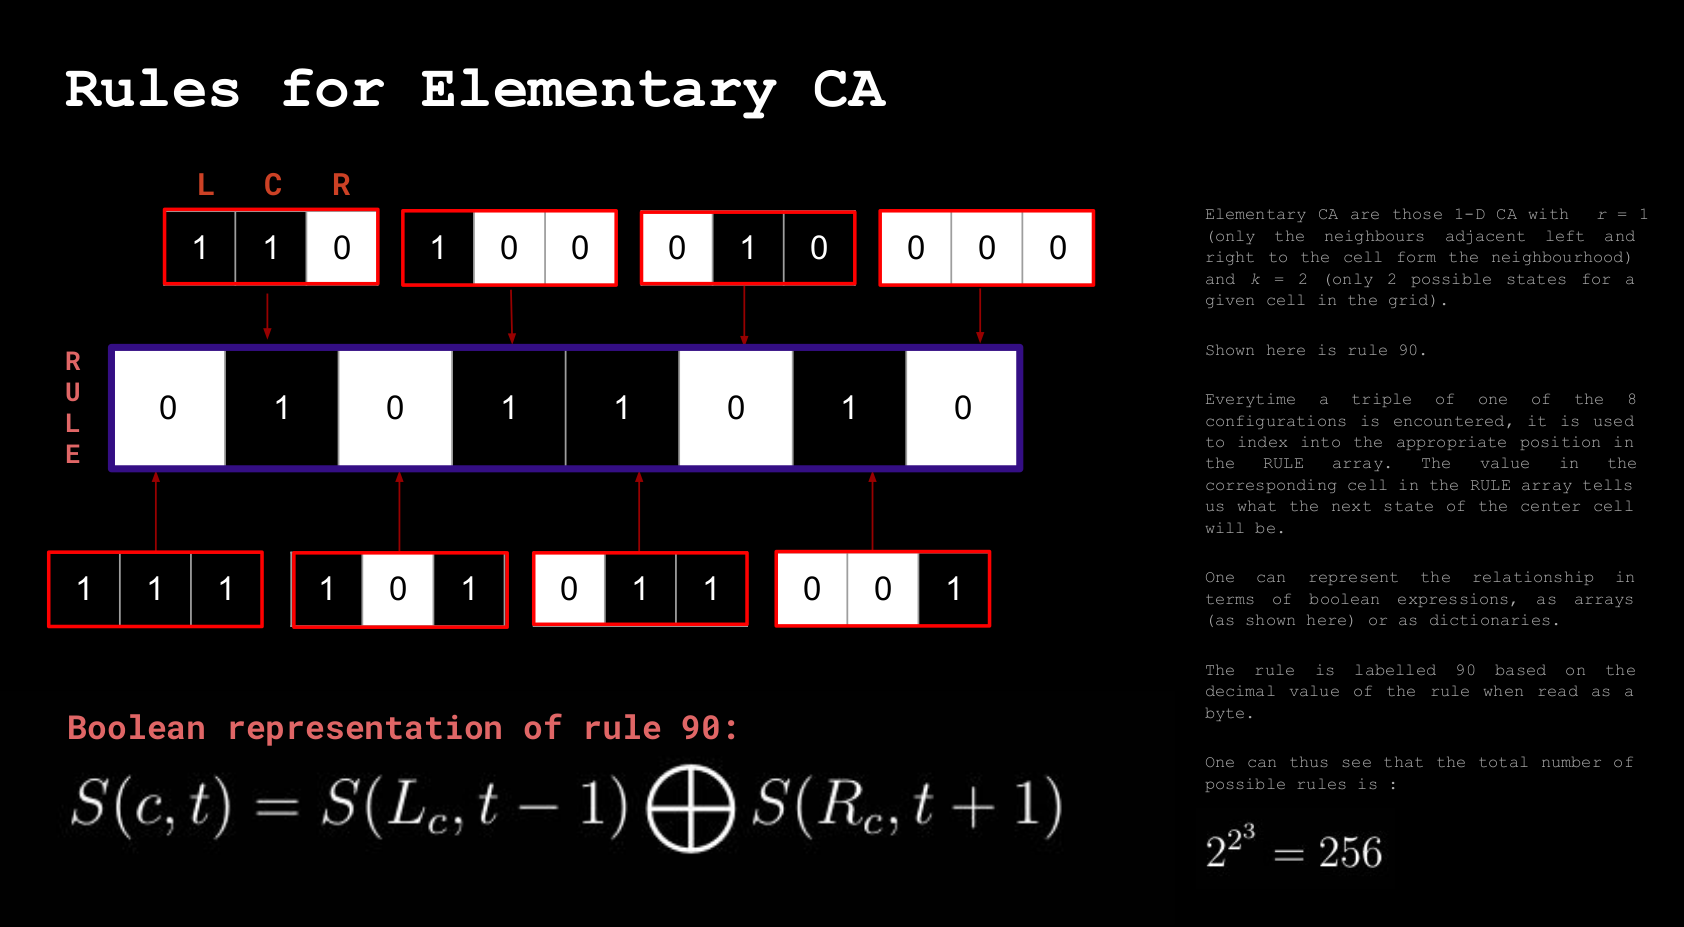 Rules for Elementary CA
L C R
1 1 0 1 0 0 0 1 0 0 0 0
RULE
0 1 0 1 1 0 1 0
1 1 1 1 0 1 0 1 1 0 0 1
Boolean representation of rule 90:
S(c, t) = S(L_c, t − 1) ⊕ S(R_c, t + 1)
Elementary CA are those 1-D CA with r = 1
(only the neighbours adjacent left and
right to the cell form the neighbourhood)
and k = 2 (only 2 possible states for a
given cell in the grid).
Shown here is rule 90.
Everytime a triple of one of the 8
configurations is encountered, it is used
to index into the appropriate position in
the RULE array. The value in the
corresponding cell in the RULE array tells
us what the next state of the center cell
will be.
One can represent the relationship in
terms of boolean expressions, as arrays
(as shown here) or as dictionaries.
The rule is labelled 90 based on the
decimal value of the rule when read as a
byte.
One can thus see that the total number of
possible rules is :
2^{2^3} = 256